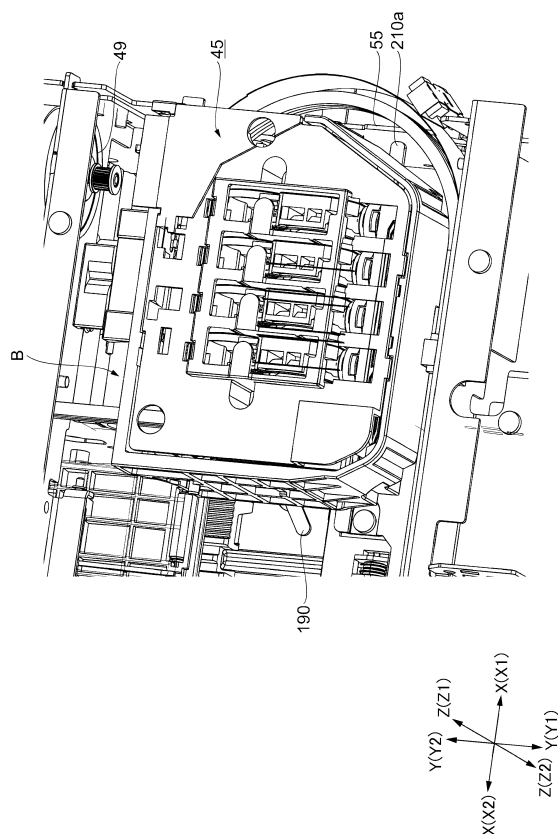 49
45
55
210a
B
190
Z(Z1)
Y(Y2)
X(X1)
X(X2)
Y(Y1)
Z(Z2)